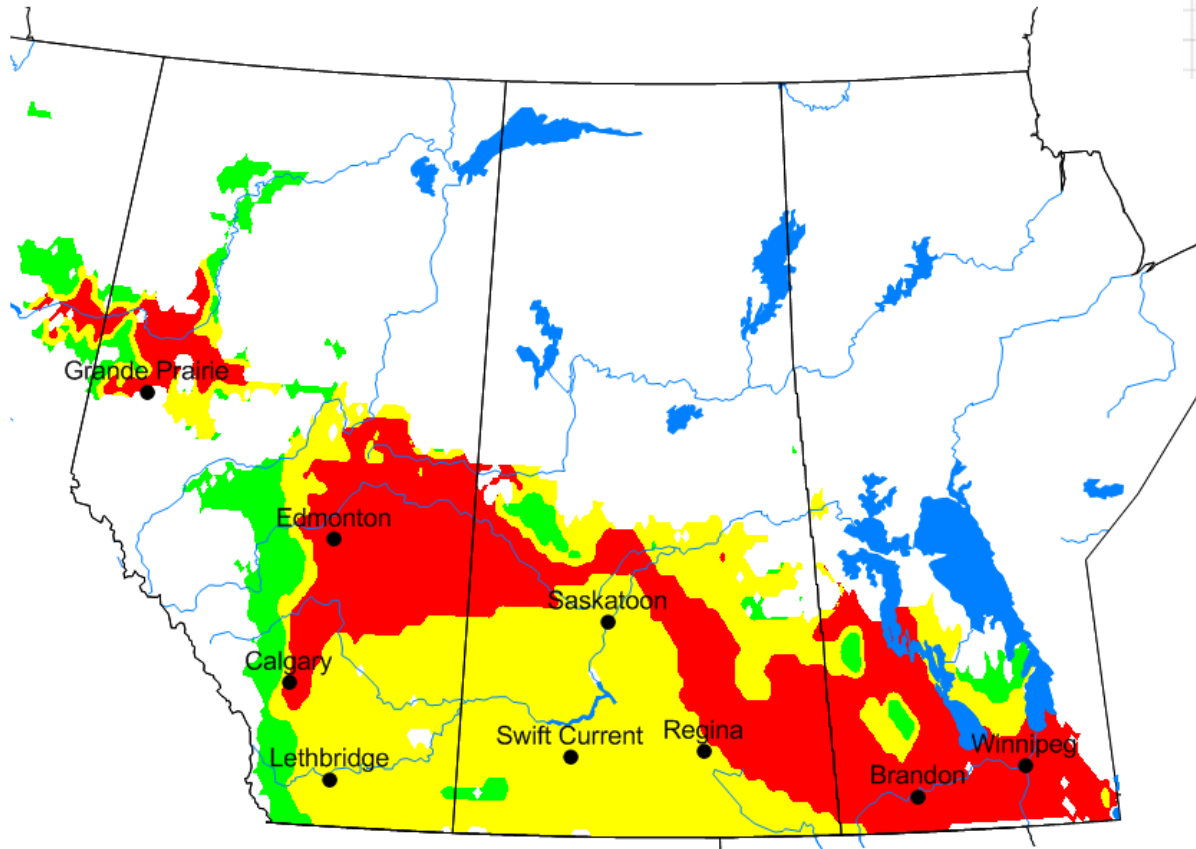 Grande Prairie
Edmonton
Saskatoon
Calgary
Swift Current
Regina
Lethbridge
Winnipeg
Brandon